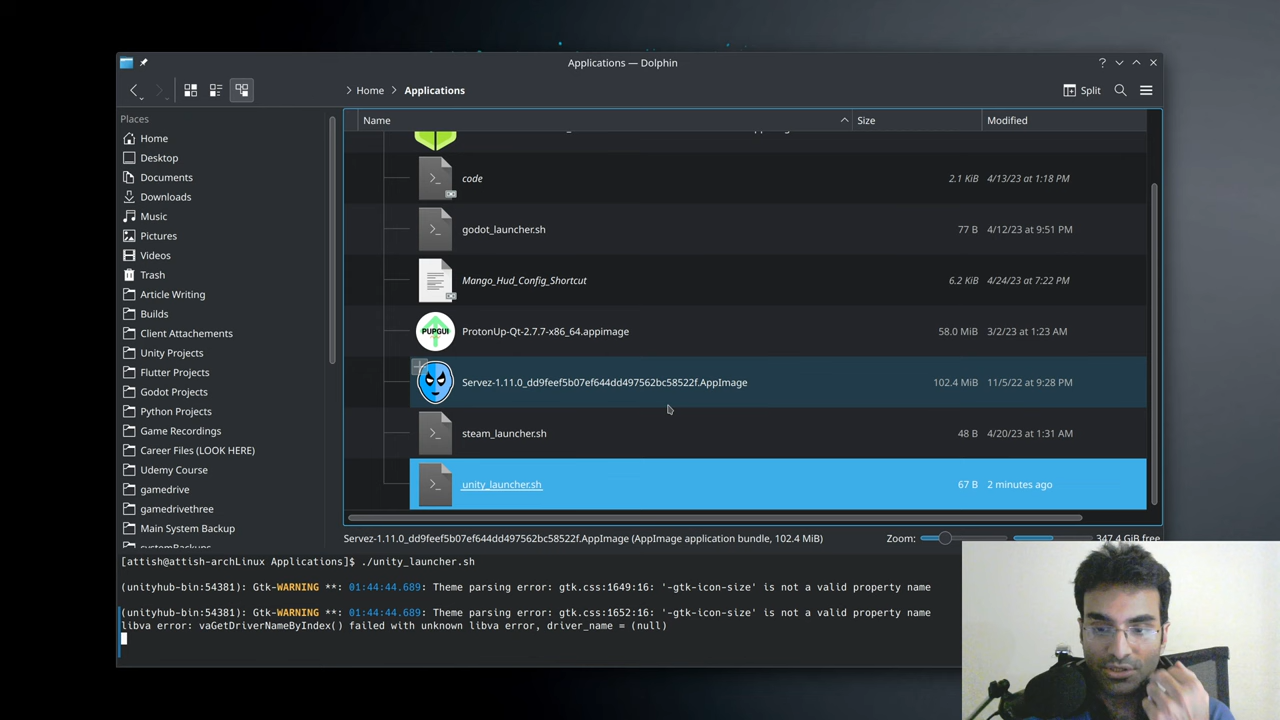 Applications — Dolphin
Home
Applications
Split
Places
Home
Desktop
Documents
Downloads
Music
Pictures
Videos
Trash
Article Writing
Builds
Client Attachements
Unity Projects
Flutter Projects
Godot Projects
Python Projects
Game Recordings
Career Files (LOOK HERE)
Udemy Course
gamedrive
gamedrivethree
Main System Backup
systemBackups
Name Size Modified
code 2.1 KiB 4/13/23 at 1:18 PM
godot_launcher.sh 77 B 4/12/23 at 9:51 PM
Mango_Hud_Config_Shortcut 6.2 KiB 4/24/23 at 7:22 PM
PUPGUI
ProtonUp-Qt-2.7.7-x86_64.appimage 58.0 MiB 3/2/23 at 1:23 AM
Servez-1.11.0_dd9feef5b07ef644dd497562bc58522f.AppImage 102.4 MiB 11/5/22 at 9:28 PM
steam_launcher.sh 48 B 4/20/23 at 1:31 AM
unity_launcher.sh 67 B 2 minutes ago
Servez-1.11.0_dd9feef5b07ef644dd497562bc58522f.AppImage (AppImage application bundle, 102.4 MiB) Zoom: 347.4 GiB free
[attish@attish-archLinux Applications]$ ./unity_launcher.sh
(unityhub-bin:54381): Gtk-WARNING **: 01:44:44.689: Theme parsing error: gtk.css:1649:16: '-gtk-icon-size' is not a valid property name
(unityhub-bin:54381): Gtk-WARNING **: 01:44:44.689: Theme parsing error: gtk.css:1652:16: '-gtk-icon-size' is not a valid property name
libva error: vaGetDriverNameByIndex() failed with unknown libva error, driver_name = (null)